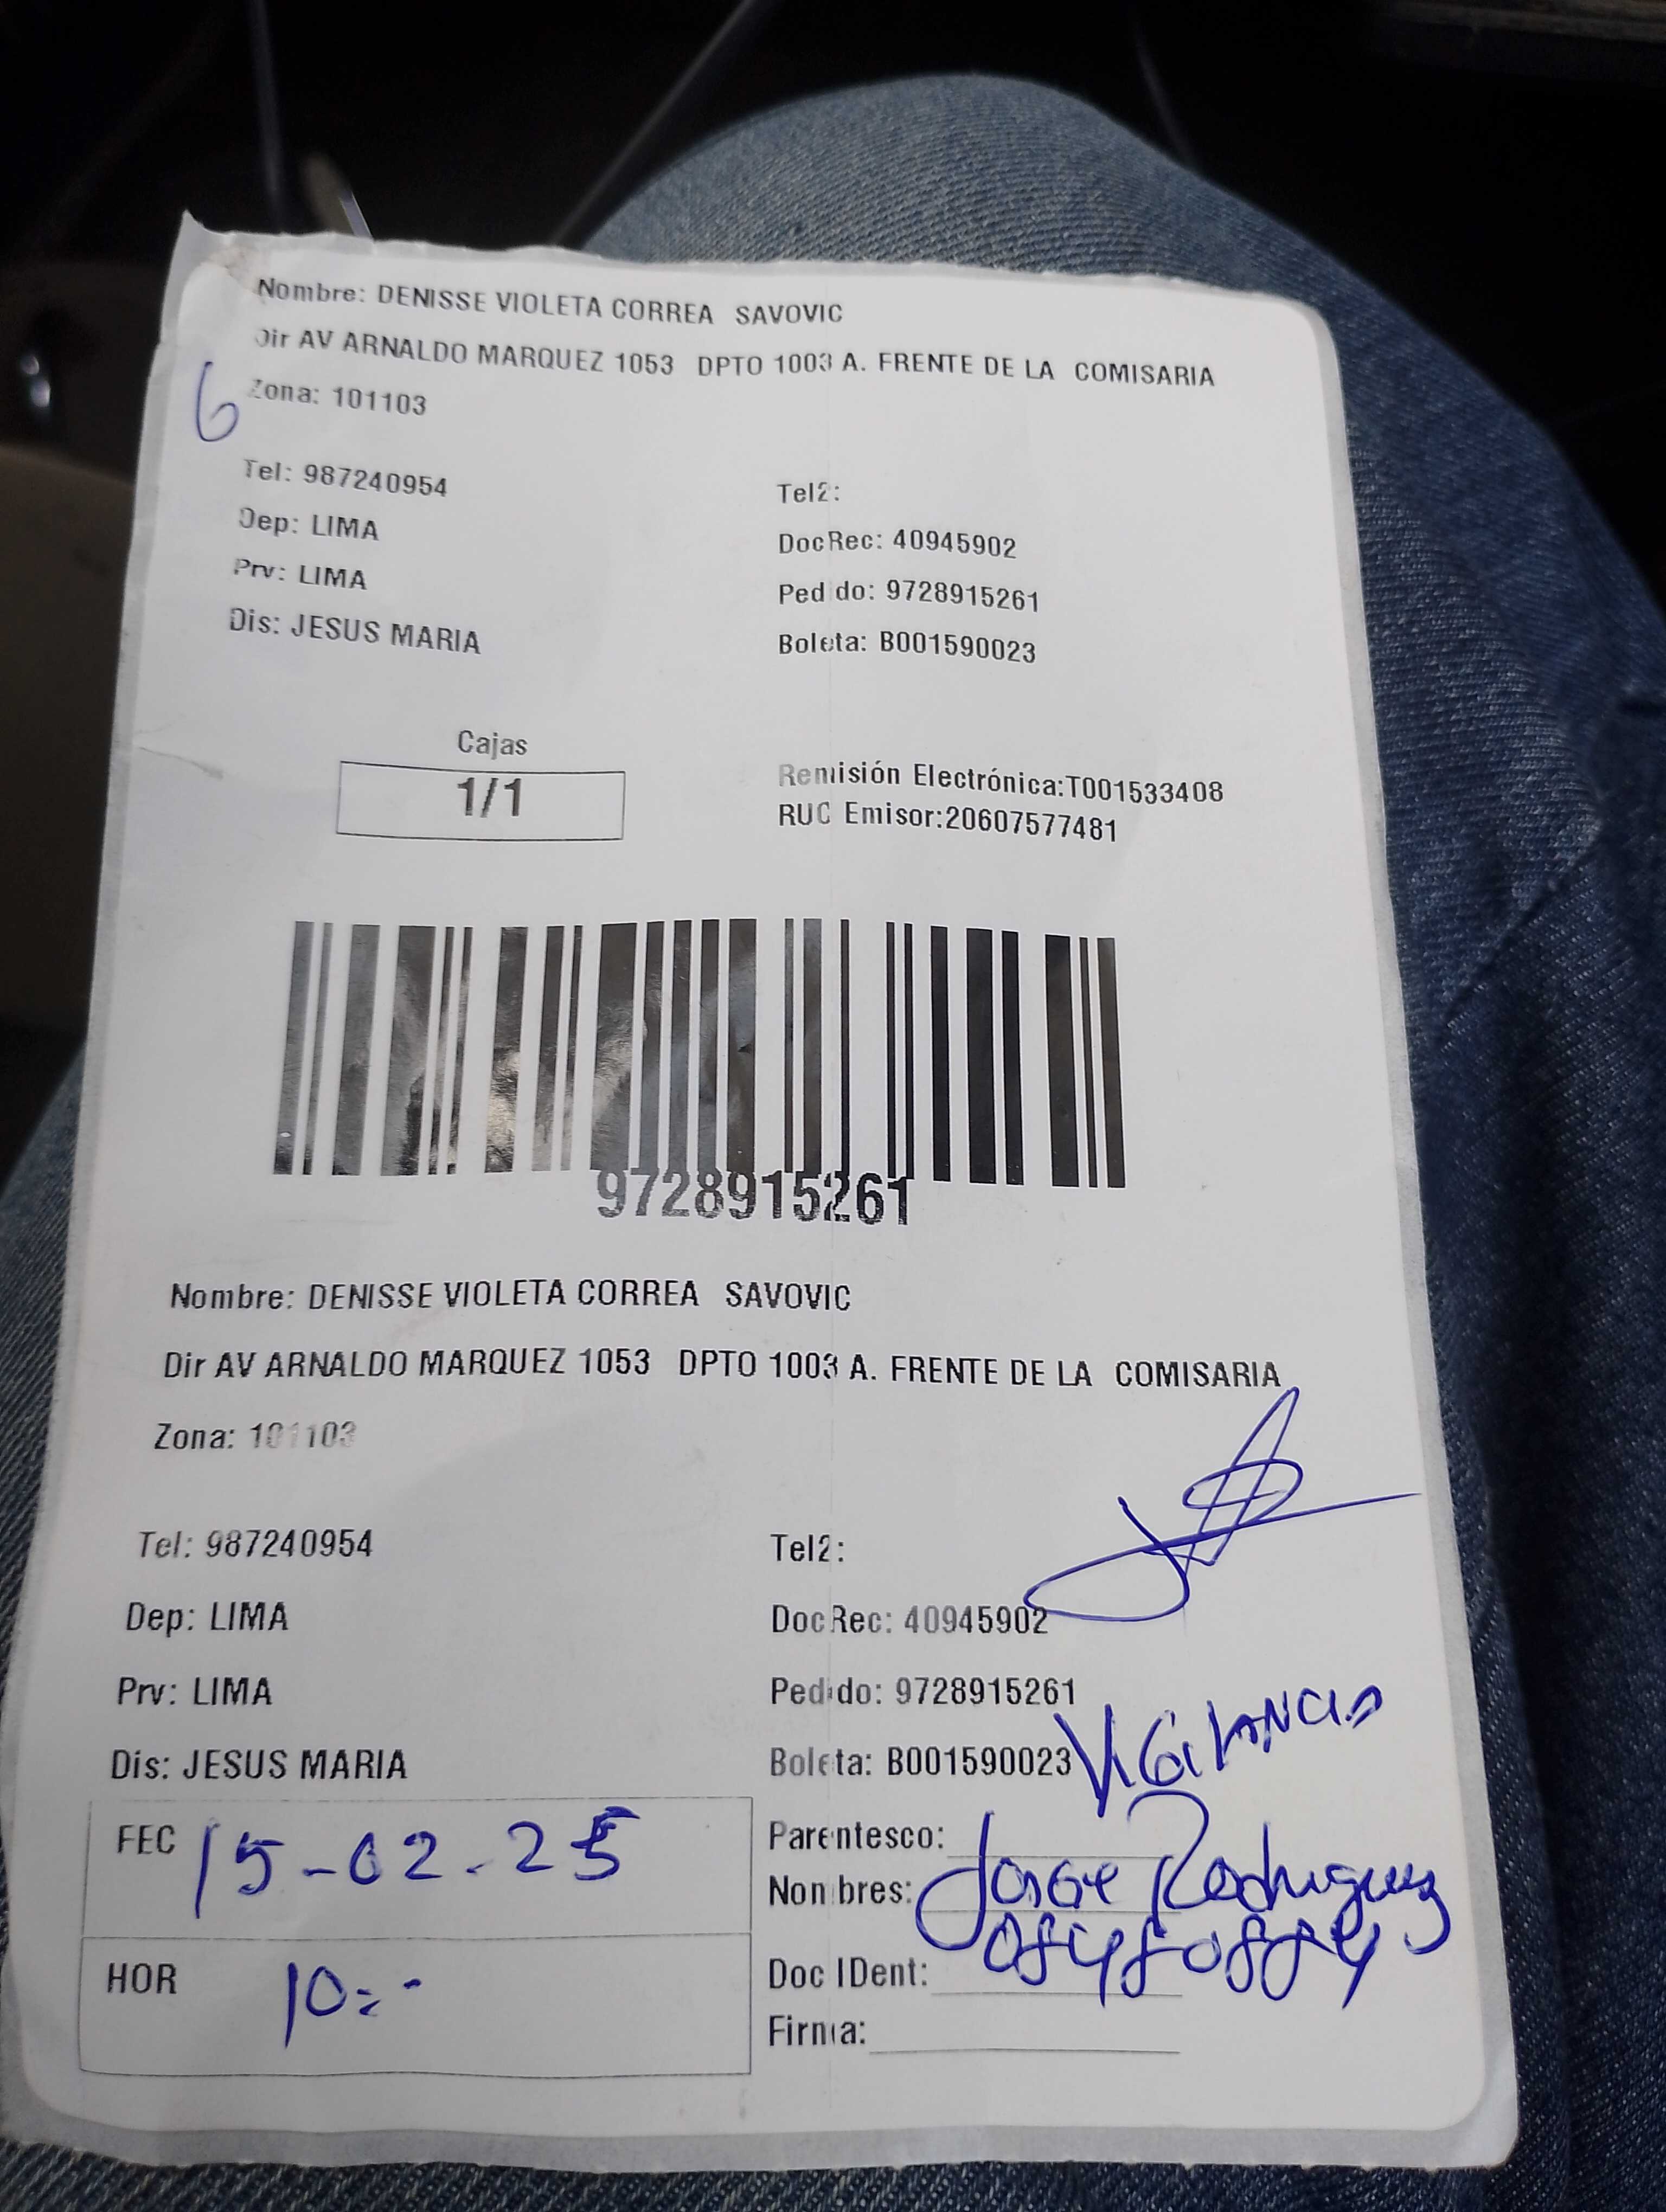 Nombre: DENISSE VIOLETA CORREA SAVOVIC
Dir AV ARNALDO MARQUEZ 1053 DPTO 1003 A. FRENTE DE LA COMISARIA
6
Zona: 101103
Tel: 987240954 Tel2:
Dep: LIMA DocRec: 40945902
Prv: LIMA Pedido: 9728915261
Dis: JESUS MARIA Boleta: B001590023
Cajas
1/1
Remisión Electrónica:T001533408
RUC Emisor:20607577481
9728915261
Nombre: DENISSE VIOLETA CORREA SAVOVIC
Dir AV ARNALDO MARQUEZ 1053 DPTO 1003 A. FRENTE DE LA COMISARIA
Zona: 101103
Tel: 987240954 Tel2:
Dep: LIMA DocRec: 40945902
Prv: LIMA Pedido: 9728915261
Dis: JESUS MARIA Boleta: B001590023 VIGILANCIA
FEC 15-02-25 Parentesco:
Nombres: Jorge Rodriguez
HOR 10:- Doc IDent:
Firma: